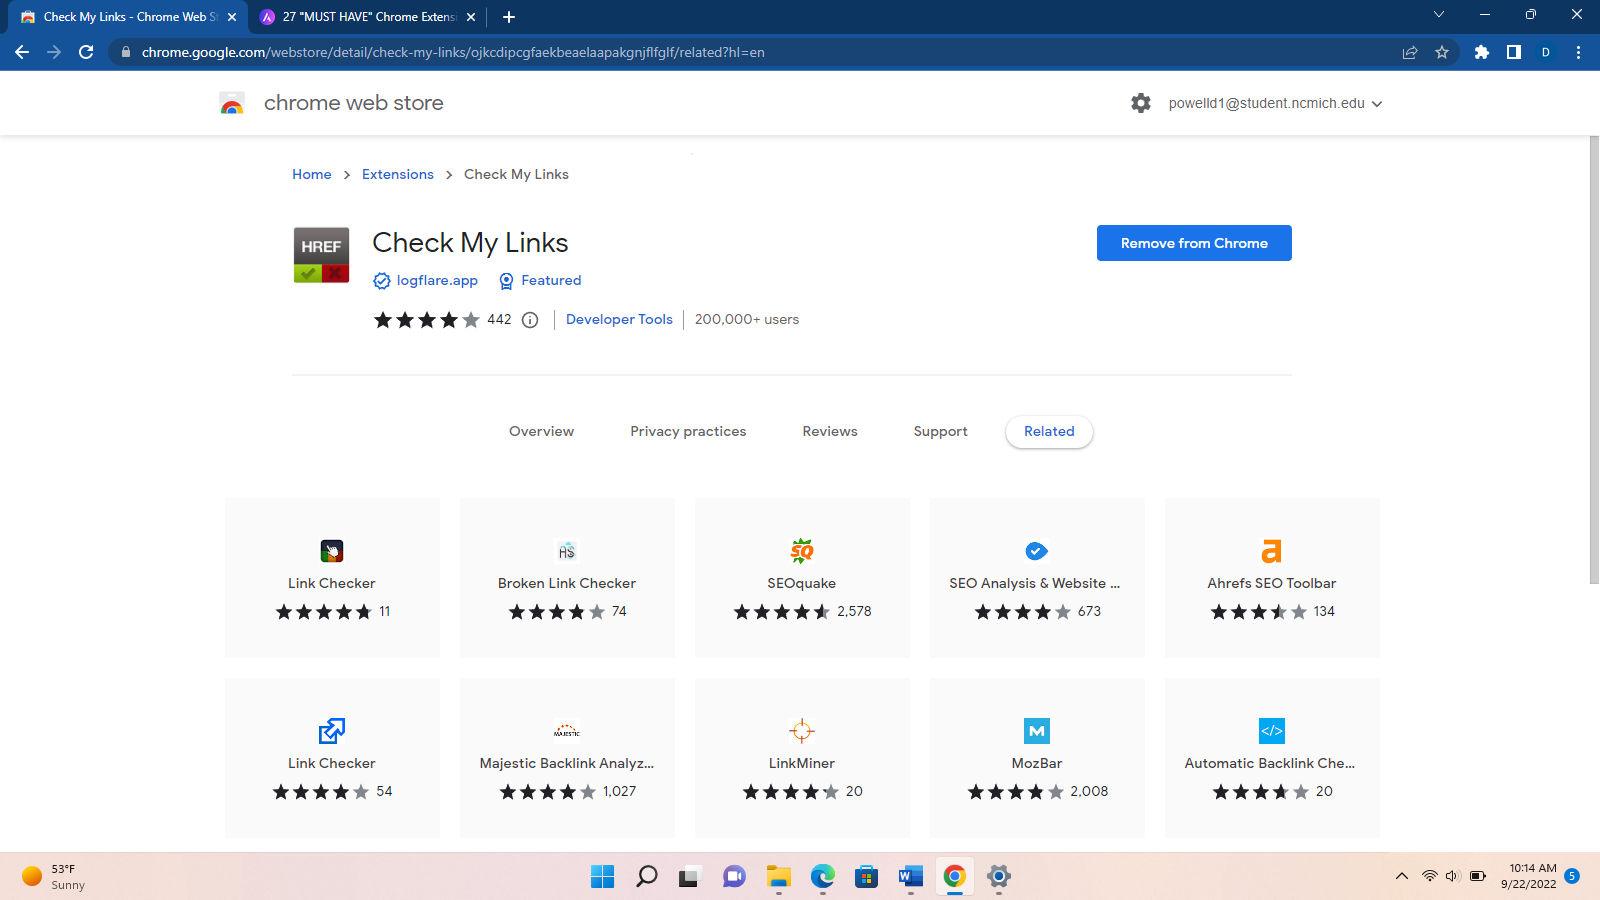 Check My Links - Chrome Web St
27 "MUST HAVE" Chrome Extensi
chrome.google.com/webstore/detail/check-my-links/ojkcdipcgfaekbeaelaapakgnjflfglf/related?hl=en
D
chrome web store
powelld1@student.ncmich.edu
Home > Extensions > Check My Links
HREF
Check My Links
Remove from Chrome
logflare.app
Featured
442
Developer Tools
200,000+ users
Overview
Privacy practices
Reviews
Support
Related
AS
SQ
a
Link Checker
Broken Link Checker
SEOquake
SEO Analysis & Website ...
Ahrefs SEO Toolbar
11
74
2,578
673
134
MAJESTIC
M
</>
Link Checker
Majestic Backlink Analyz...
LinkMiner
MozBar
Automatic Backlink Che...
54
1,027
20
2,008
20
53°F
Sunny
W
10:14 AM
9/22/2022
5